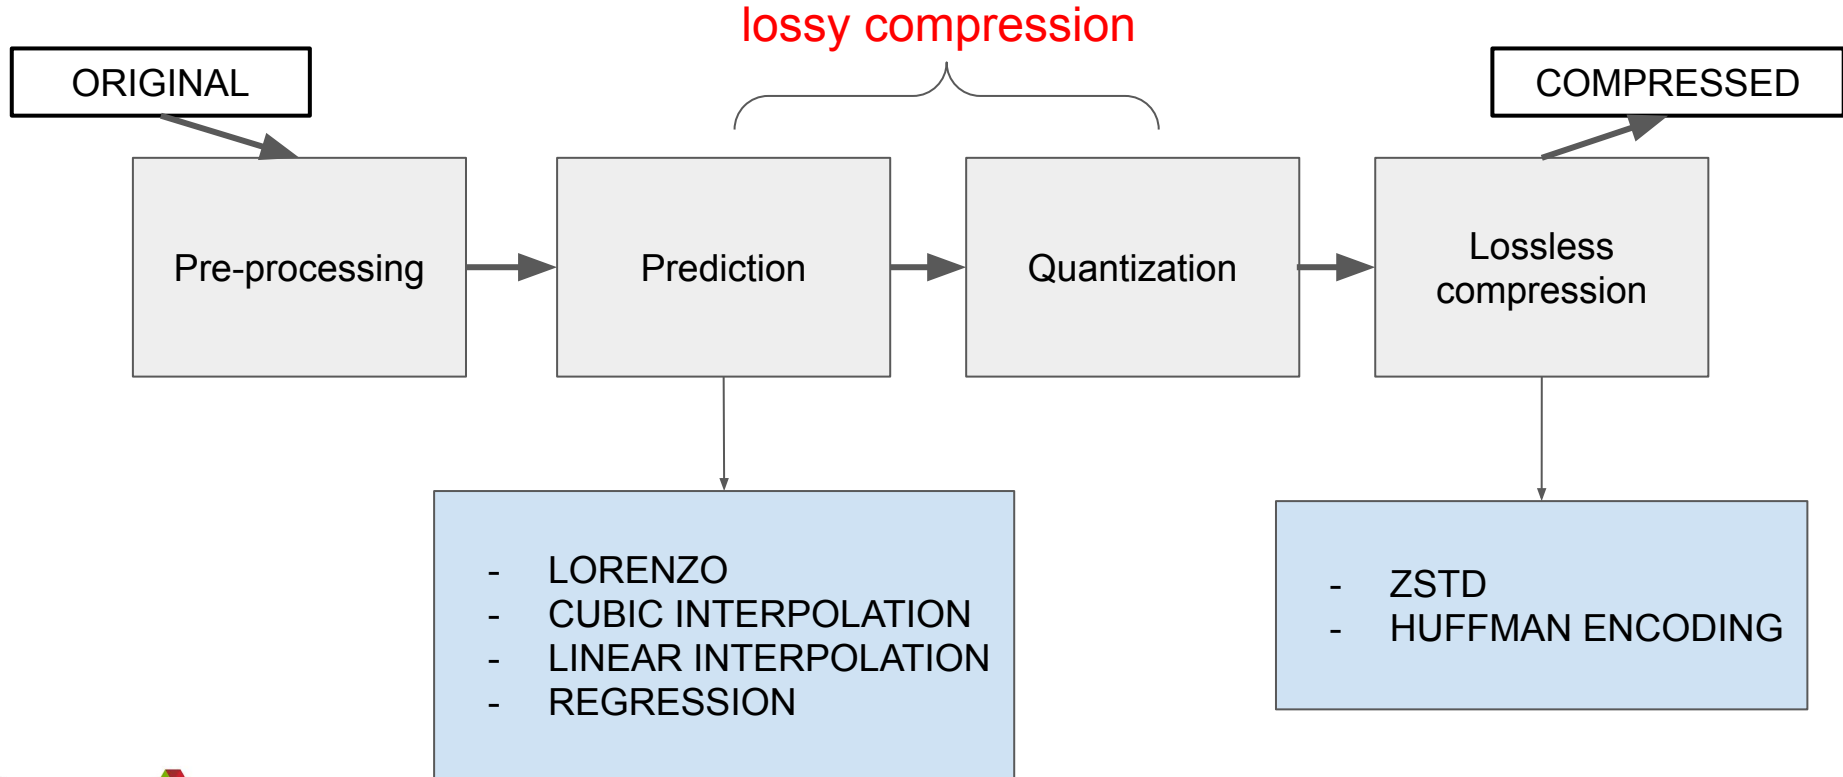 lossy compression
ORIGINAL
COMPRESSED
Pre-processing
Prediction
Quantization
Lossless
compression
- LORENZO
- CUBIC INTERPOLATION
- LINEAR INTERPOLATION
- REGRESSION
- ZSTD
- HUFFMAN ENCODING